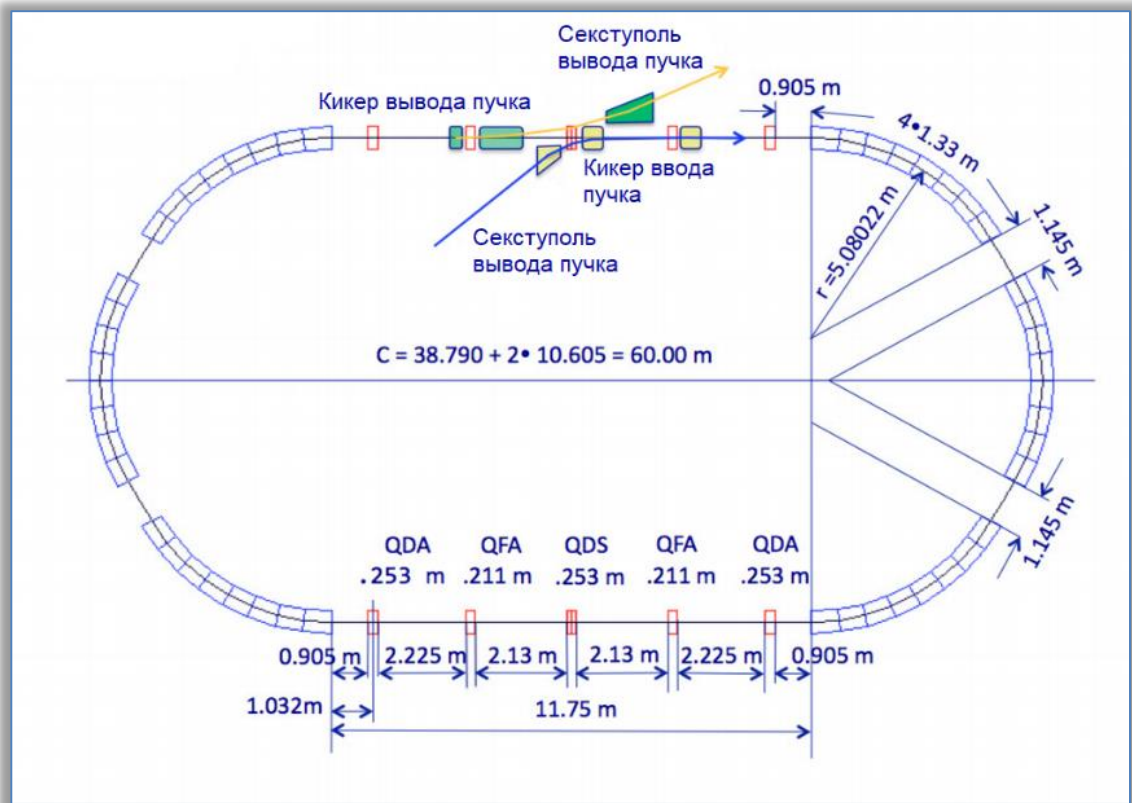 Секступоль
вывода пучка
Кикер вывода пучка
0.905 m
4•1.33 m
Кикер ввода
пучка
Секступоль
вывода пучка
r =5.08022 m
1.145 m
C = 38.790 + 2• 10.605 = 60.00 m
1.145 m
QDA QFA QDS QFA QDA
.253 m .211 m .253 m .211 m .253 m
0.905 m 2.225 m 2.13 m 2.13 m 2.225 m 0.905 m
1.032m 11.75 m